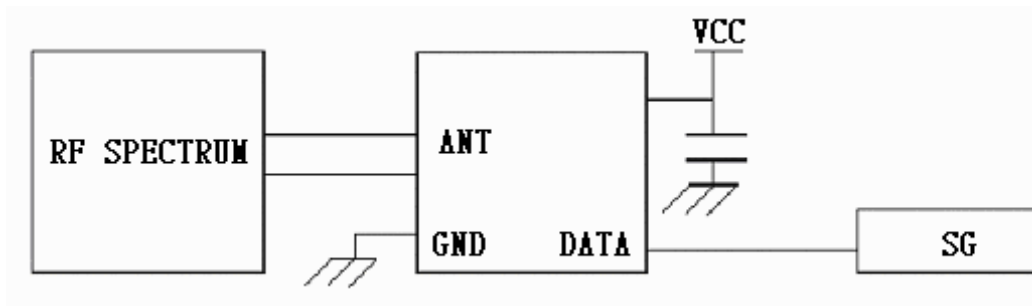 VCC
RF SPECTRUM
ANT
GND
DATA
SG